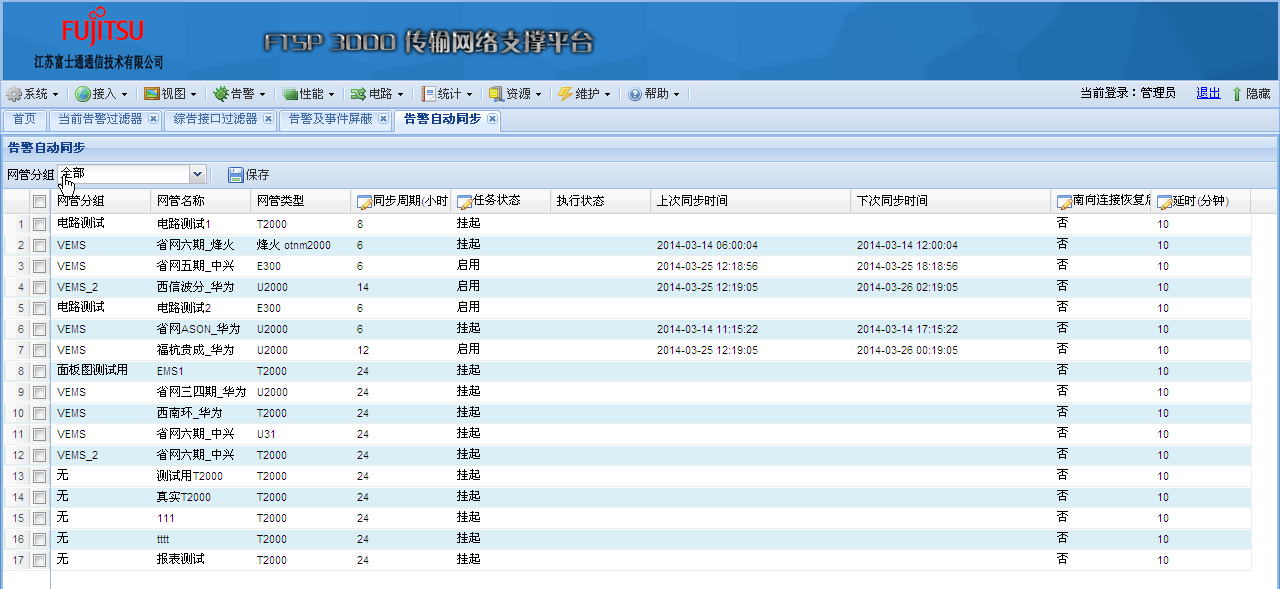 FUJITSU
江苏富士通通信技术有限公司
FTSP 3000 传输网络支撑平台
系统 接入 视图 告警 性能 电路 统计 资源 维护 帮助 当前登录：管理员 退出 隐藏
首页 当前告警过滤器 综告接口过滤器 告警及事件屏蔽 告警自动同步
告警自动同步
网管分组 全部 保存
网管分组 网管名称 网管类型 同步周期(小时 任务状态 执行状态 上次同步时间 下次同步时间 南向连接恢复后 延时(分钟)
1 电路测试 电路测试1 T2000 8 挂起 否 10
2 VEMS 省网六期_烽火 烽火 otnm2000 6 挂起 2014-03-14 06:00:04 2014-03-14 12:00:04 否 10
3 VEMS 省网五期_中兴 E300 6 启用 2014-03-25 12:18:56 2014-03-25 18:18:56 否 10
4 VEMS_2 西信波分_华为 U2000 14 启用 2014-03-25 12:19:05 2014-03-26 02:19:05 否 10
5 电路测试 电路测试2 E300 6 启用 否 10
6 VEMS 省网ASON_华为 U2000 6 挂起 2014-03-14 11:15:22 2014-03-14 17:15:22 否 10
7 VEMS 福杭贵成_华为 U2000 12 启用 2014-03-25 12:19:05 2014-03-26 00:19:05 否 10
8 面板图测试用 EMS1 T2000 24 挂起 否 10
9 VEMS 省网三四期_华为 U2000 24 挂起 否 10
10 VEMS 西南环_华为 T2000 24 挂起 否 10
11 VEMS 省网六期_中兴 U31 24 挂起 否 10
12 VEMS_2 省网六期_中兴 T2000 24 挂起 否 10
13 无 测试用T2000 T2000 24 挂起 否 10
14 无 真实T2000 T2000 24 挂起 否 10
15 无 111 T2000 24 挂起 否 10
16 无 tttt T2000 24 挂起 否 10
17 无 报表测试 T2000 24 挂起 否 10